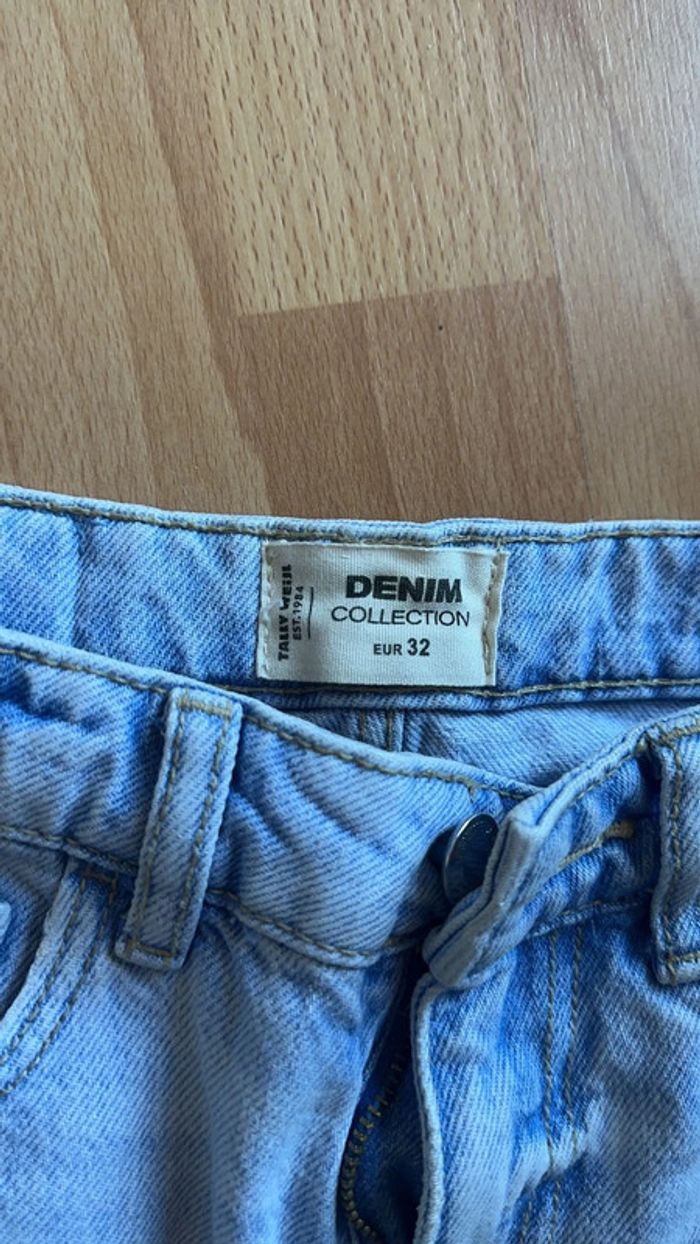 TALLY WEiJL
EST. 1984
DENIM
COLLECTION
EUR 32